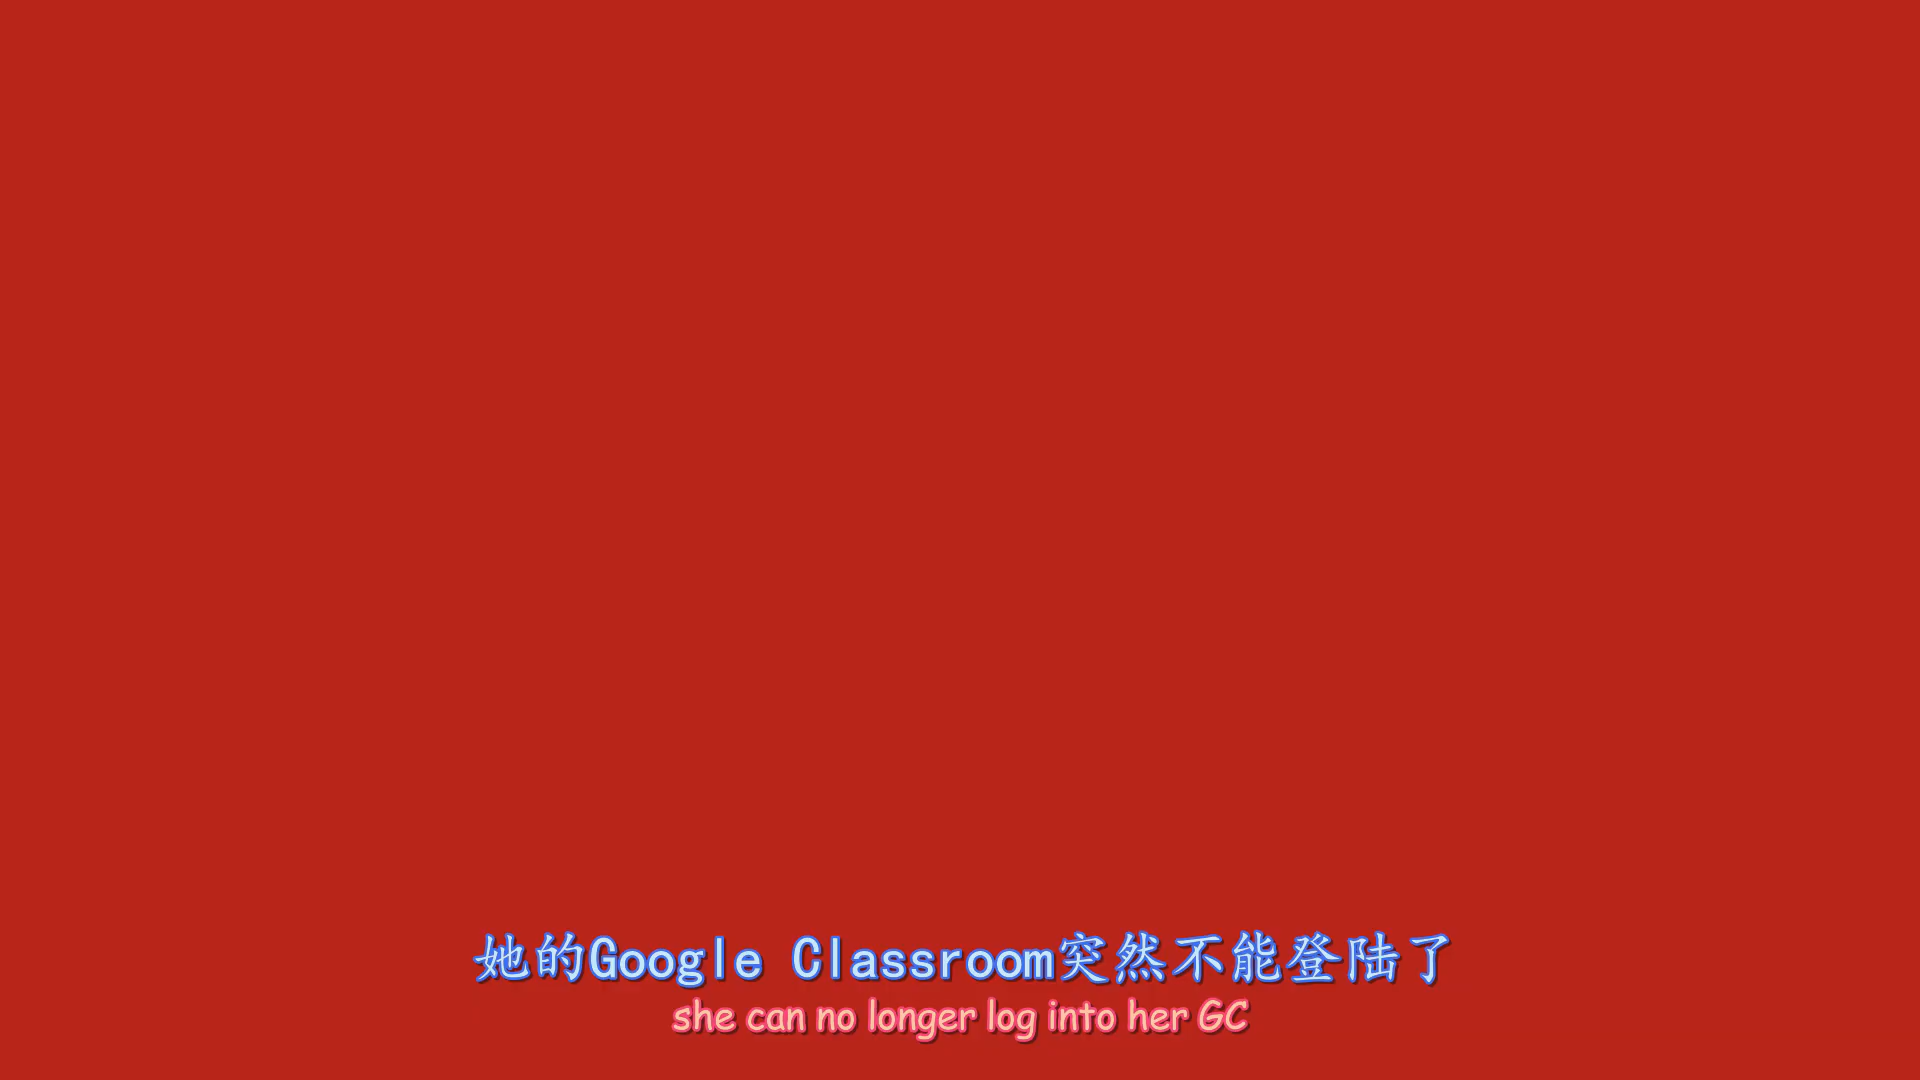 她的Google Classroom突然不能登陆了
she can no longer log into her GC